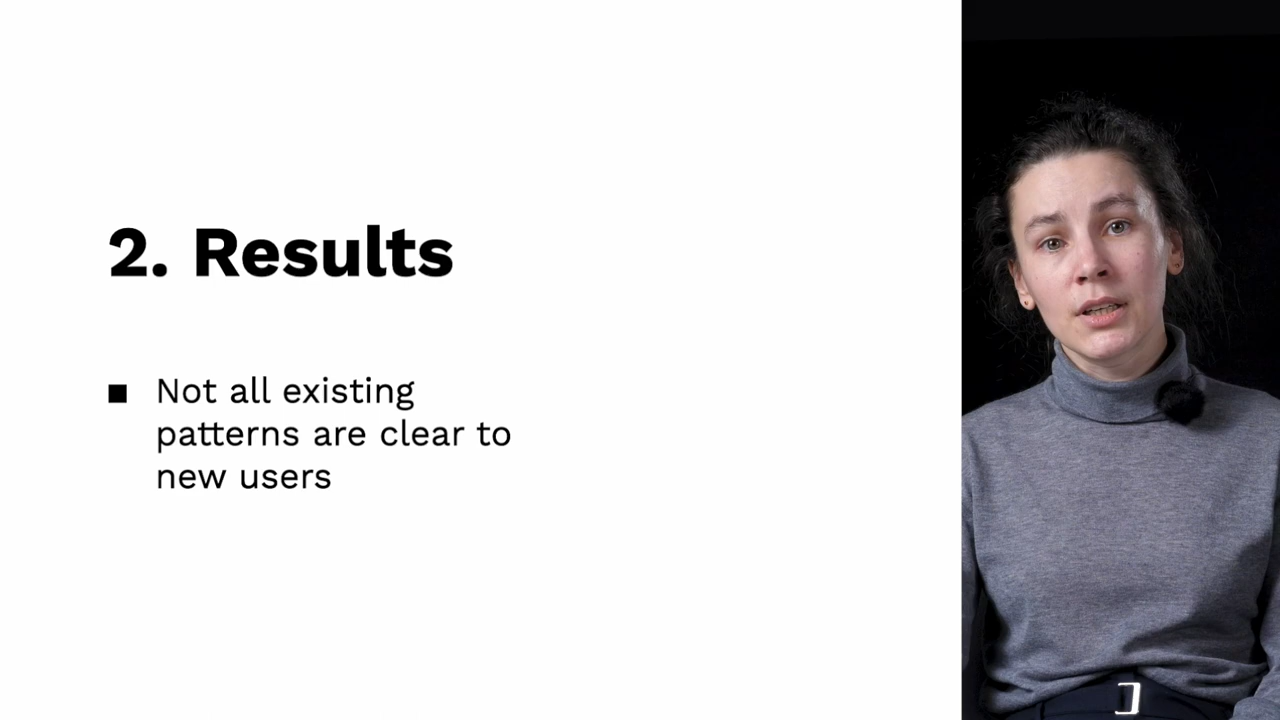 2. Results
■ Not all existing
patterns are clear to
new users